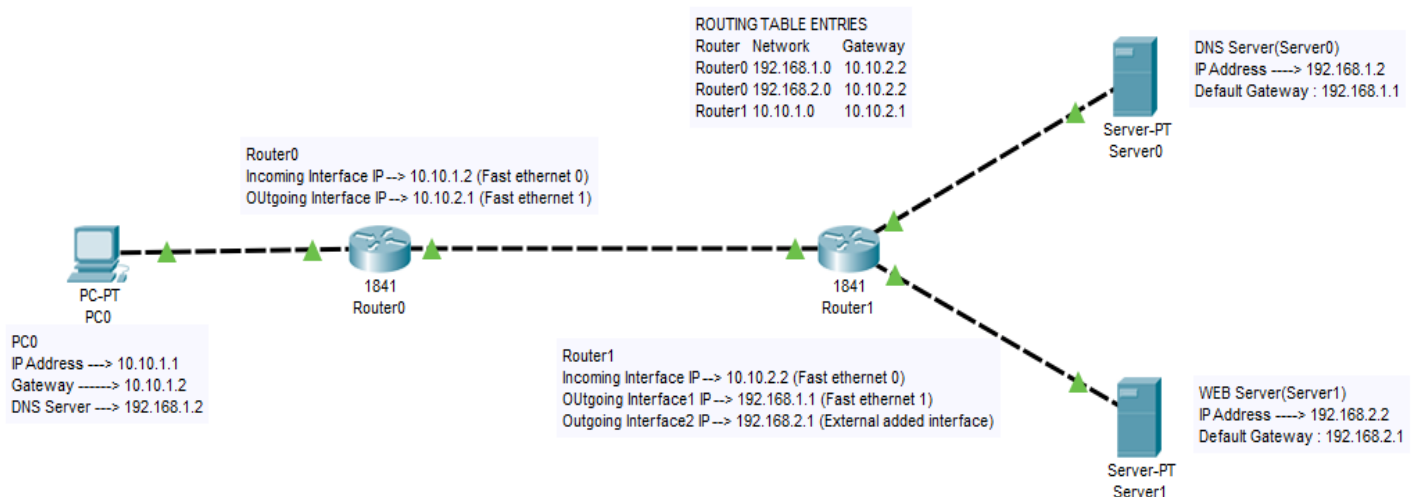 ROUTING TABLE ENTRIES
Router Network Gateway
Router0 192.168.1.0 10.10.2.2
Router0 192.168.2.0 10.10.2.2
Router1 10.10.1.0 10.10.2.1
DNS Server(Server0)
IP Address ----> 192.168.1.2
Default Gateway : 192.168.1.1
Server-PT
Server0
Router0
Incoming Interface IP --> 10.10.1.2 (Fast ethernet 0)
OUtgoing Interface IP --> 10.10.2.1 (Fast ethernet 1)
PC-PT
PC0
1841
Router0
1841
Router1
PC0
IP Address ---> 10.10.1.1
Gateway ------> 10.10.1.2
DNS Server ---> 192.168.1.2
Router1
Incoming Interface IP --> 10.10.2.2 (Fast ethernet 0)
OUtgoing Interface1 IP --> 192.168.1.1 (Fast ethernet 1)
Outgoing Interface2 IP --> 192.168.2.1 (External added interface)
WEB Server(Server1)
IP Address ----> 192.168.2.2
Default Gateway : 192.168.2.1
Server-PT
Server1